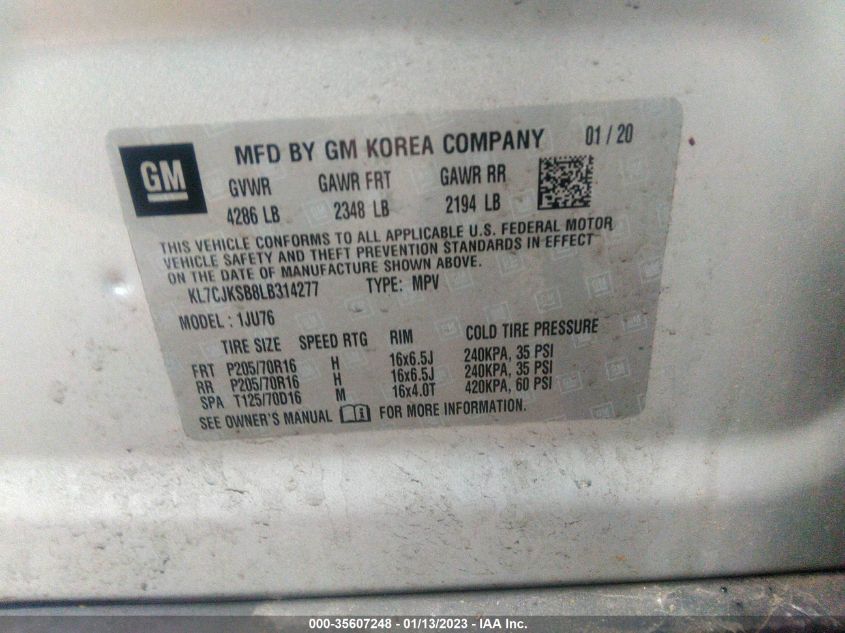 GM
MFD BY GM KOREA COMPANY 01 / 20
GVWR GAWR FRT GAWR RR
4286 LB 2348 LB 2194 LB
THIS VEHICLE CONFORMS TO ALL APPLICABLE U.S. FEDERAL MOTOR
VEHICLE SAFETY AND THEFT PREVENTION STANDARDS IN EFFECT
ON THE DATE OF MANUFACTURE SHOWN ABOVE.
KL7CJKSB8LB314277 TYPE: MPV
MODEL : 1JU76
TIRE SIZE SPEED RTG RIM COLD TIRE PRESSURE
FRT P205/70R16 H 16x6.5J 240KPA, 35 PSI
RR P205/70R16 H 16x6.5J 240KPA, 35 PSI
SPA T125/70D16 M 16x4.0T 420KPA, 60 PSI
SEE OWNER'S MANUAL FOR MORE INFORMATION.
000-35607248 - 01/13/2023 - IAA Inc.